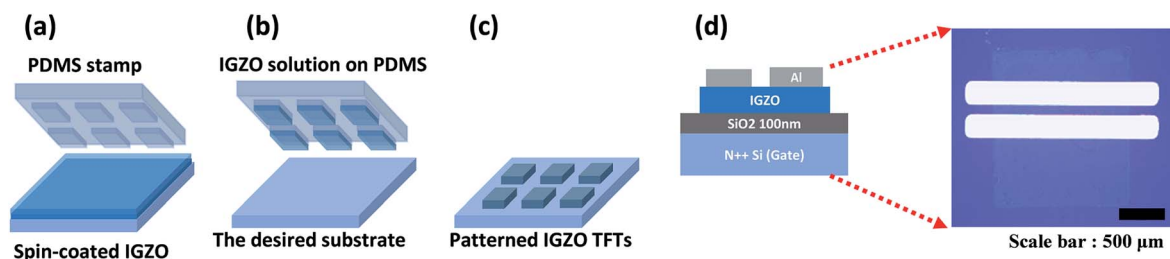 (a)
PDMS stamp
Spin-coated IGZO
(b)
IGZO solution on PDMS
The desired substrate
(c)
Patterned IGZO TFTs
(d)
Al
IGZO
SiO2 100nm
N++ Si (Gate)
Scale bar : 500 μm